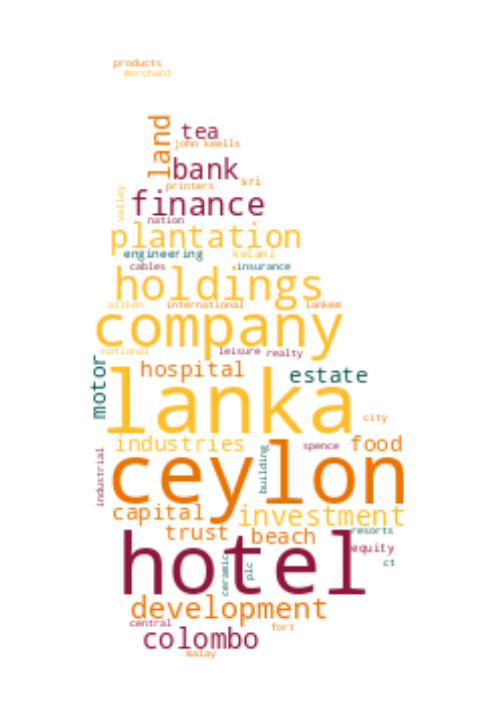 products
merchant
land
tea
john keells
bank
sri
printers
valley
finance
nation
plantation
engineering
kelani
cables
insurance
holdings
aitken
international
lankem
company
national
leisure
realty
motor
hospital
estate
lanka
city
industries
spence
food
industrial
building
ceylon
capital
investment
trust
beach
resorts
hotel
equity
ceramic
plc
ct
development
central
fort
colombo
malay